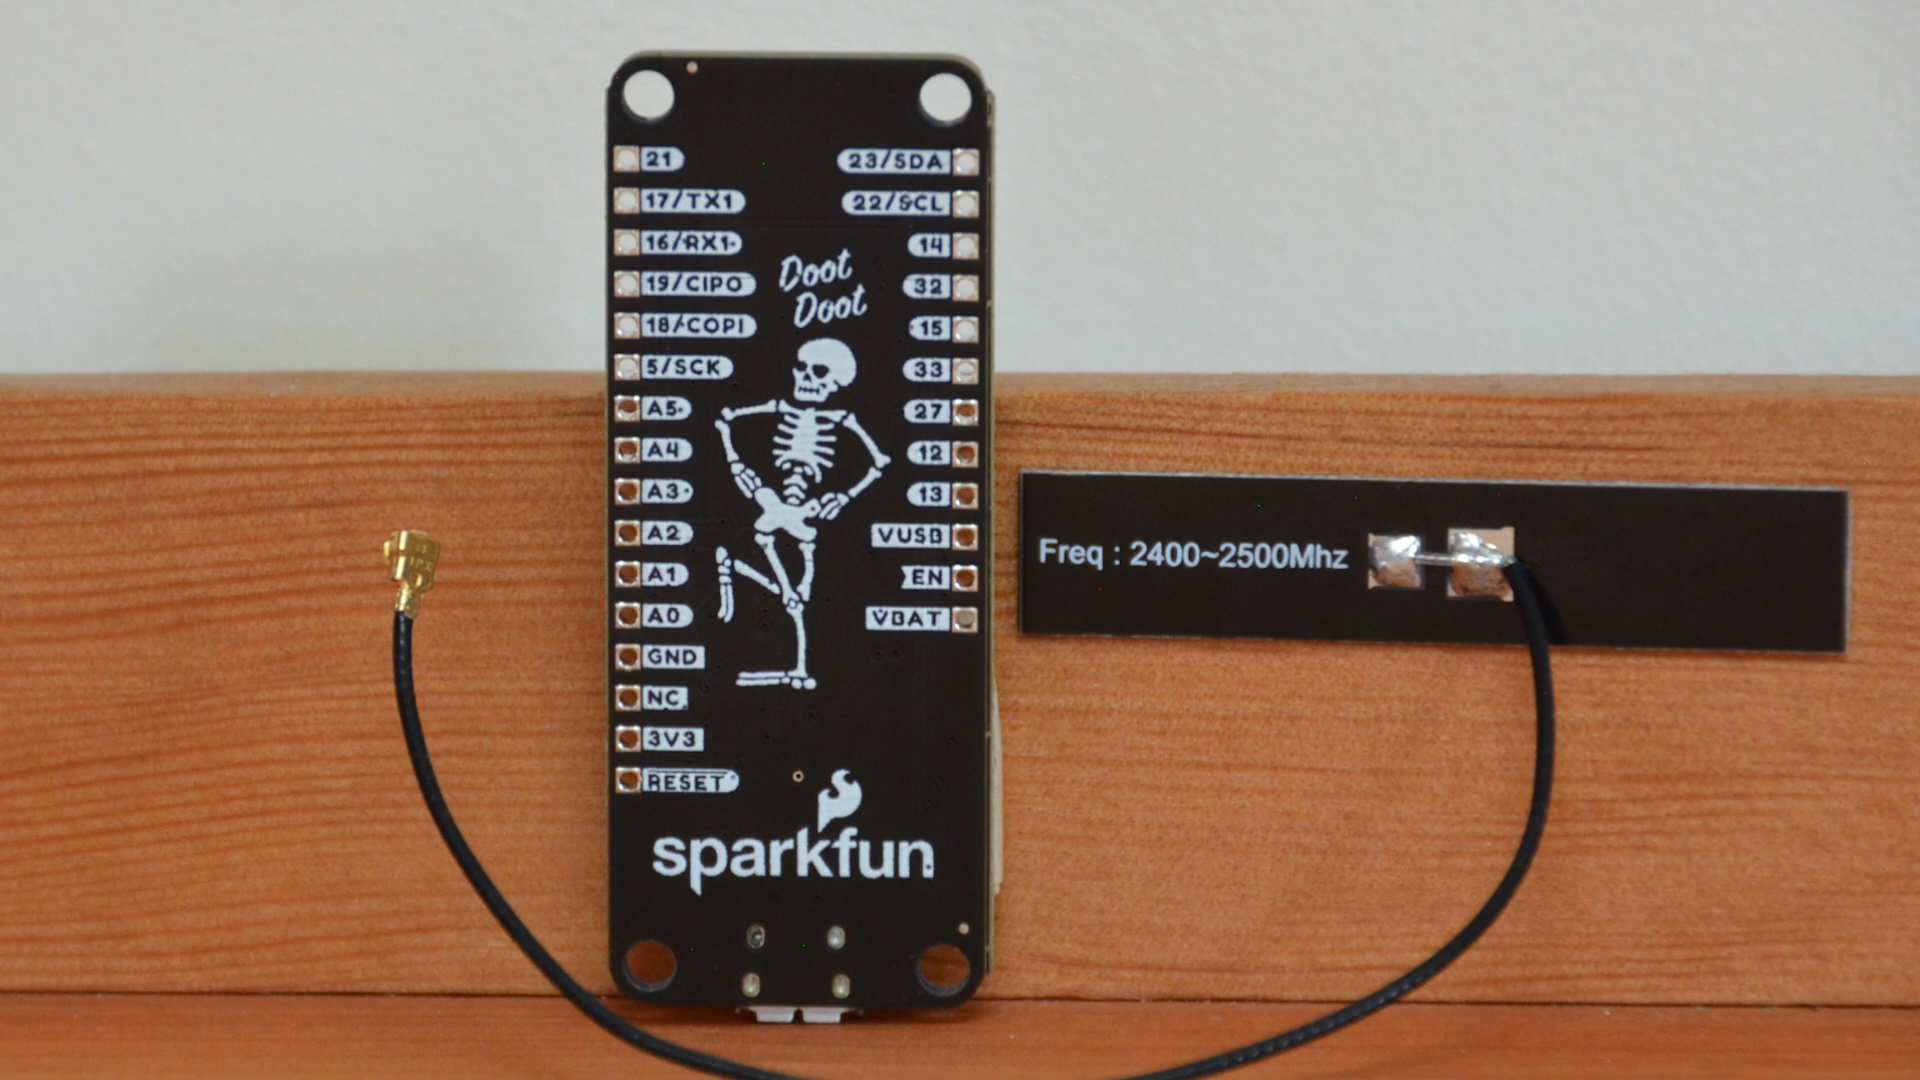 21
17/TX1
16/RX1
19/CIPO
18/COPI
5/SCK
A5
A4
A3
A2
A1
A0
GND
NC
3V3
RESET
23/SDA
22/SCL
14
32
15
33
27
12
13
VUSB
EN
VBAT
Doot
Doot
sparkfun
Freq : 2400~2500Mhz